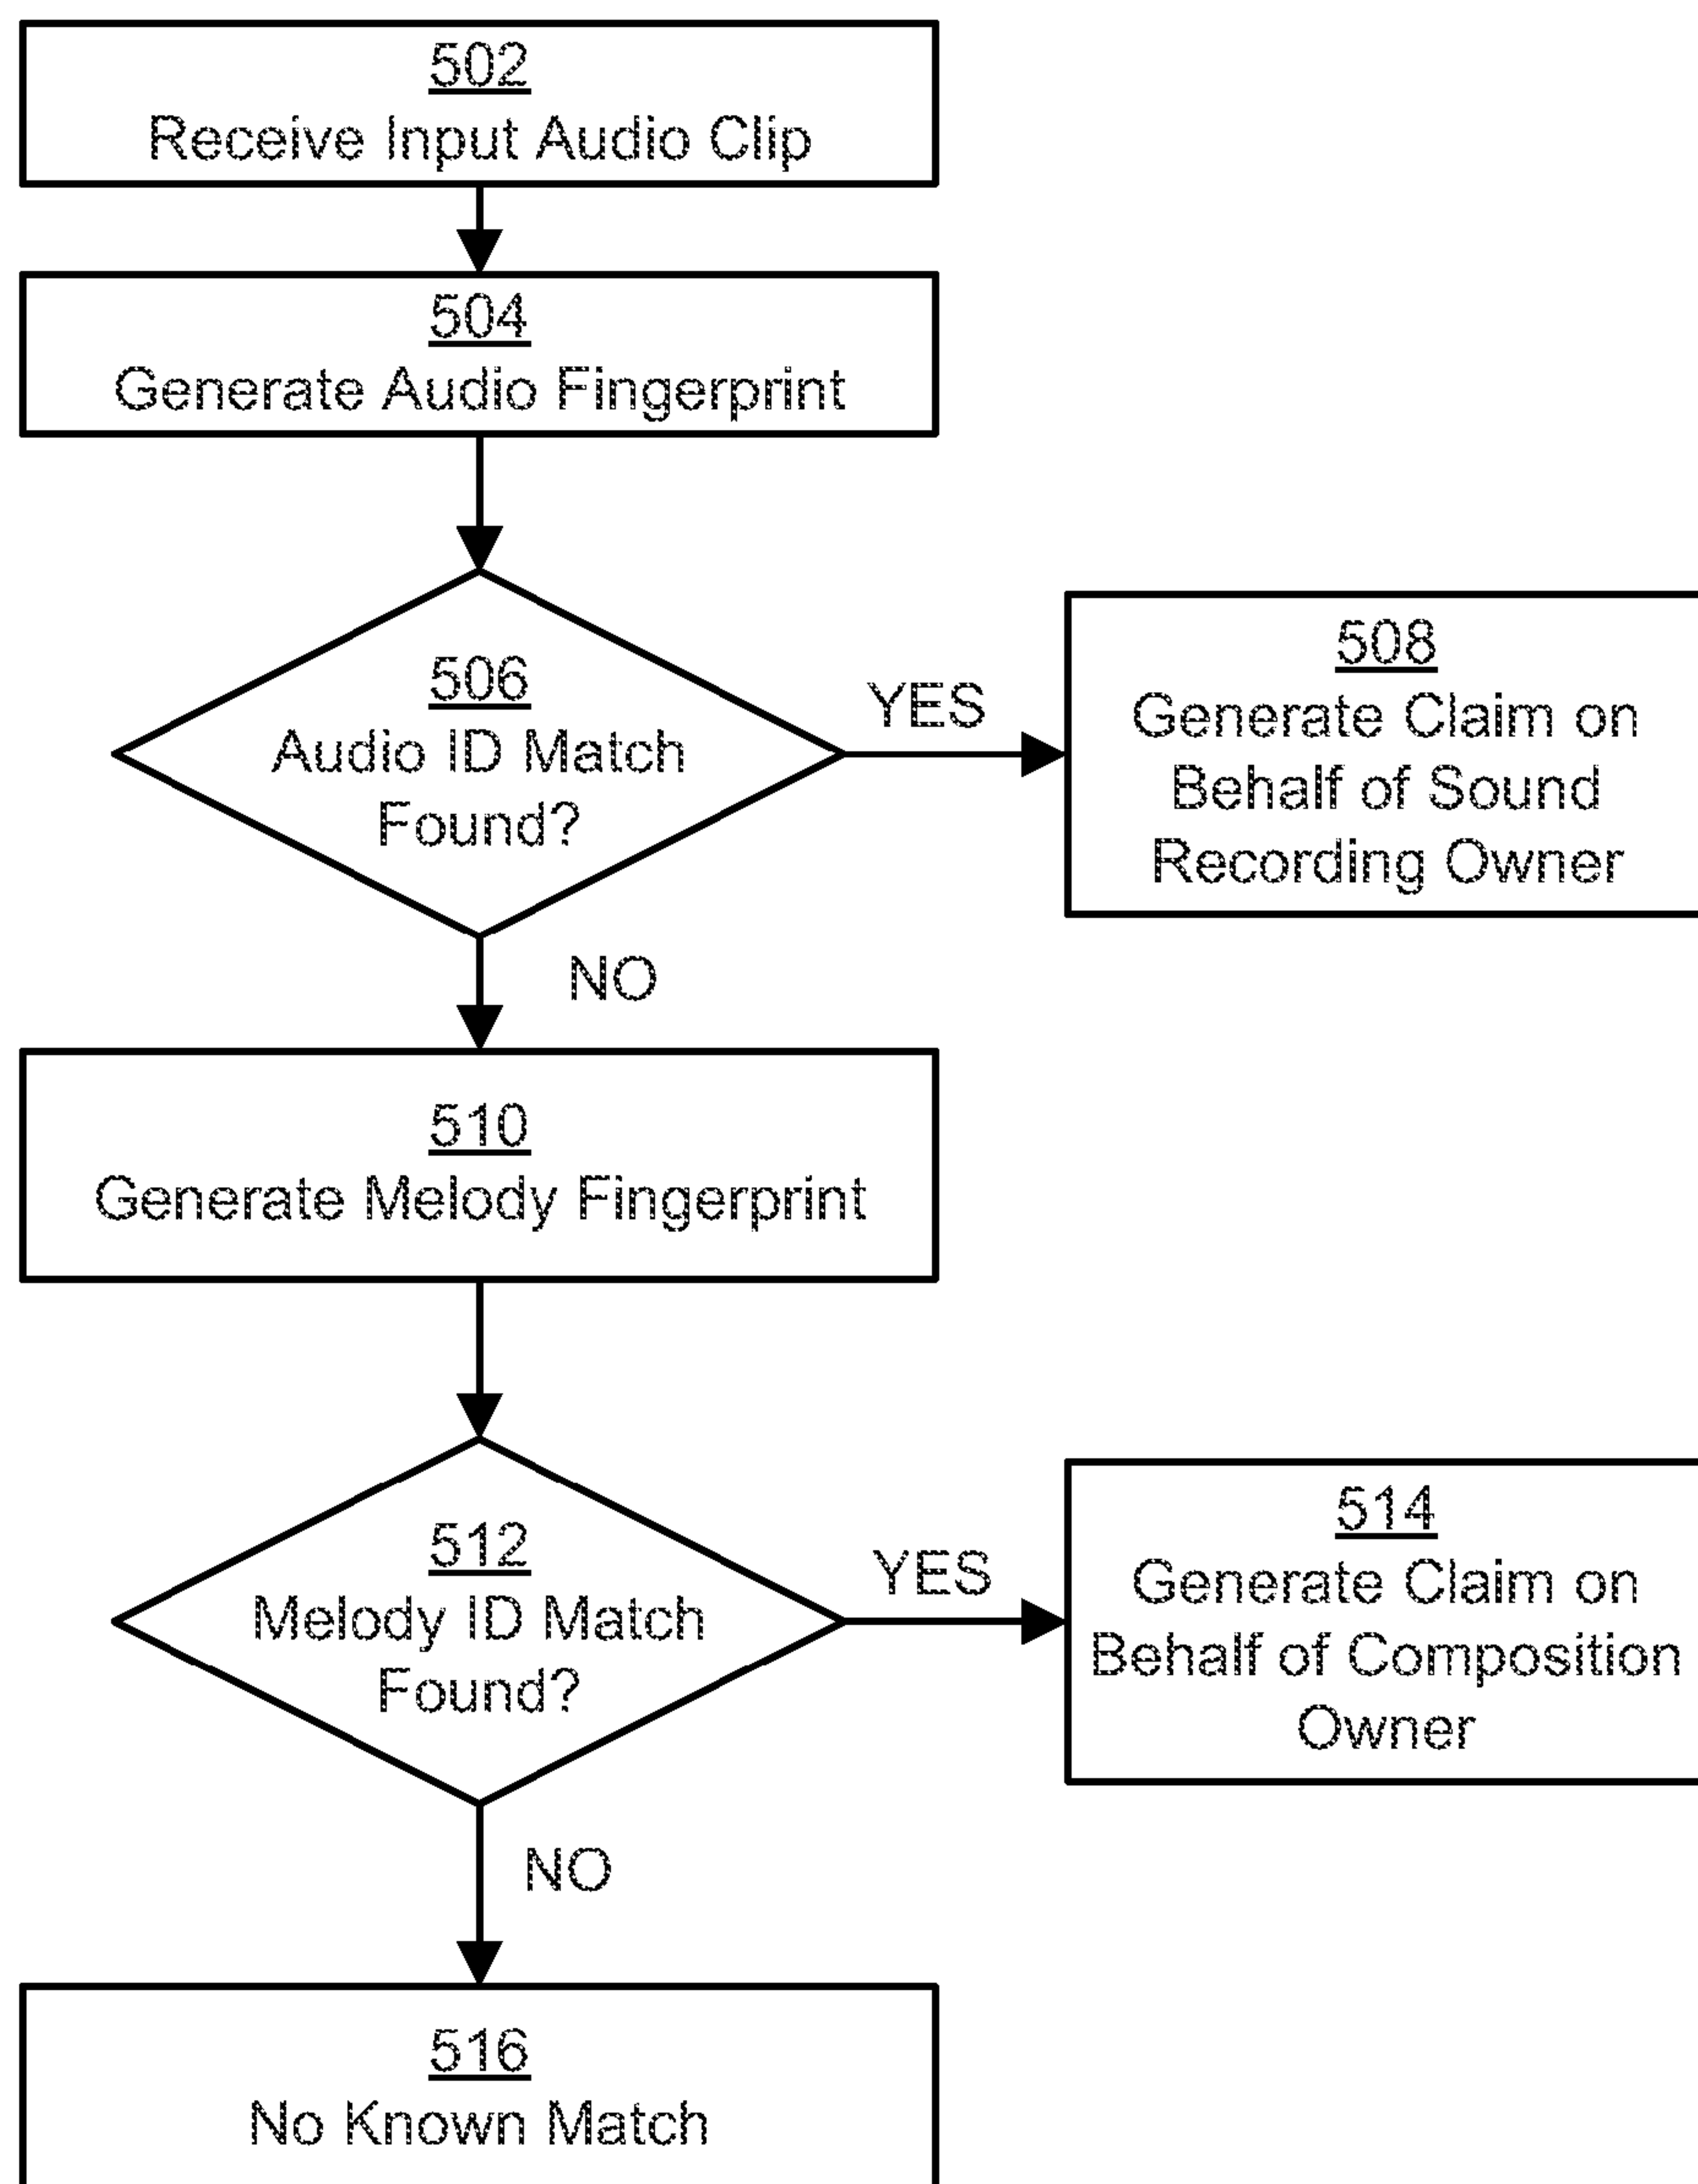 502
Receive Input Audio Clip
504
Generate Audio Fingerprint
506
Audio ID Match
Found?
YES
508
Generate Claim on
Behalf of Sound
Recording Owner
NO
510
Generate Melody Fingerprint
512
Melody ID Match
Found?
YES
514
Generate Claim on
Behalf of Composition
Owner
NO
516
No Known Match